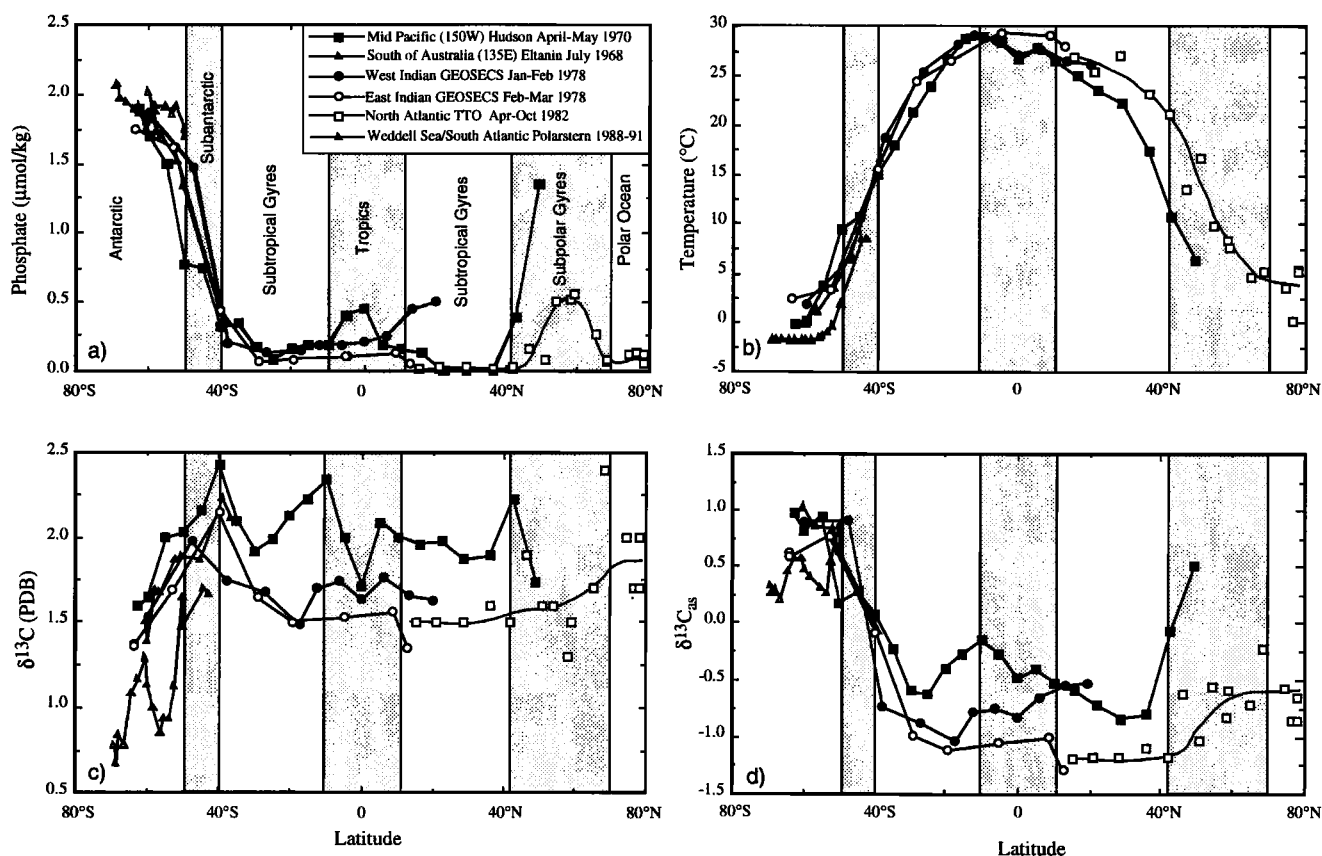 2.5
2.0
1.5
1.0
0.5
0.0
Phosphate (µmol/kg)
a)
Antarctic
Subantarctic
Subtropical Gyres
Tropics
Subtropical Gyres
Subpolar Gyres
Polar Ocean
Mid Pacific (150W) Hudson April-May 1970
South of Australia (135E) Eltanin July 1968
West Indian GEOSECS Jan-Feb 1978
East Indian GEOSECS Feb-Mar 1978
North Atlantic TTO Apr-Oct 1982
Weddell Sea/South Atlantic Polarstern 1988-91
80°S
40°S
0
40°N
80°N
30
25
20
15
10
5
0
-5
Temperature (°C)
b)
80°S
40°S
0
40°N
80°N
2.5
2.0
1.5
1.0
0.5
δ13C (PDB)
c)
80°S
40°S
0
40°N
80°N
Latitude
1.5
1.0
0.5
0.0
-0.5
-1.0
-1.5
δ13Cas
d)
80°S
40°S
0
40°N
80°N
Latitude